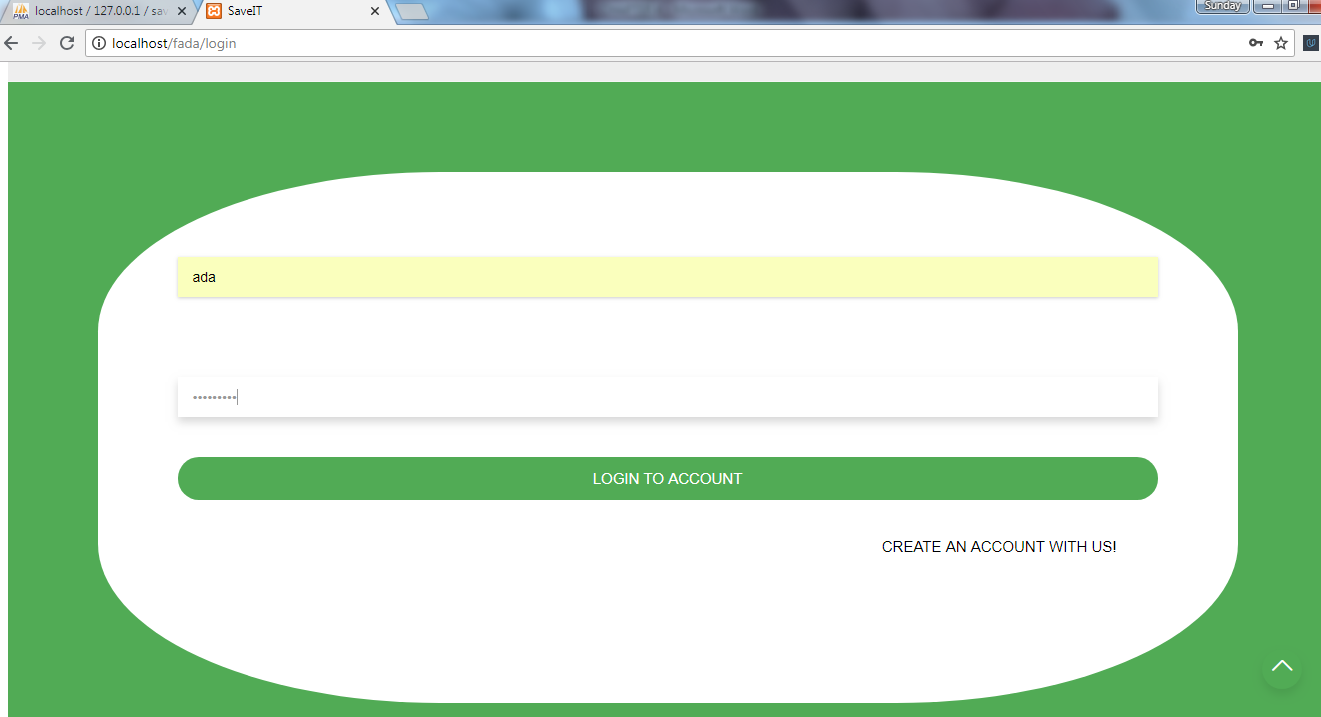 Sunday
localhost / 127.0.0.1 / sav
SaveIT
localhost/fada/login
ada
•••••••••
LOGIN TO ACCOUNT
CREATE AN ACCOUNT WITH US!